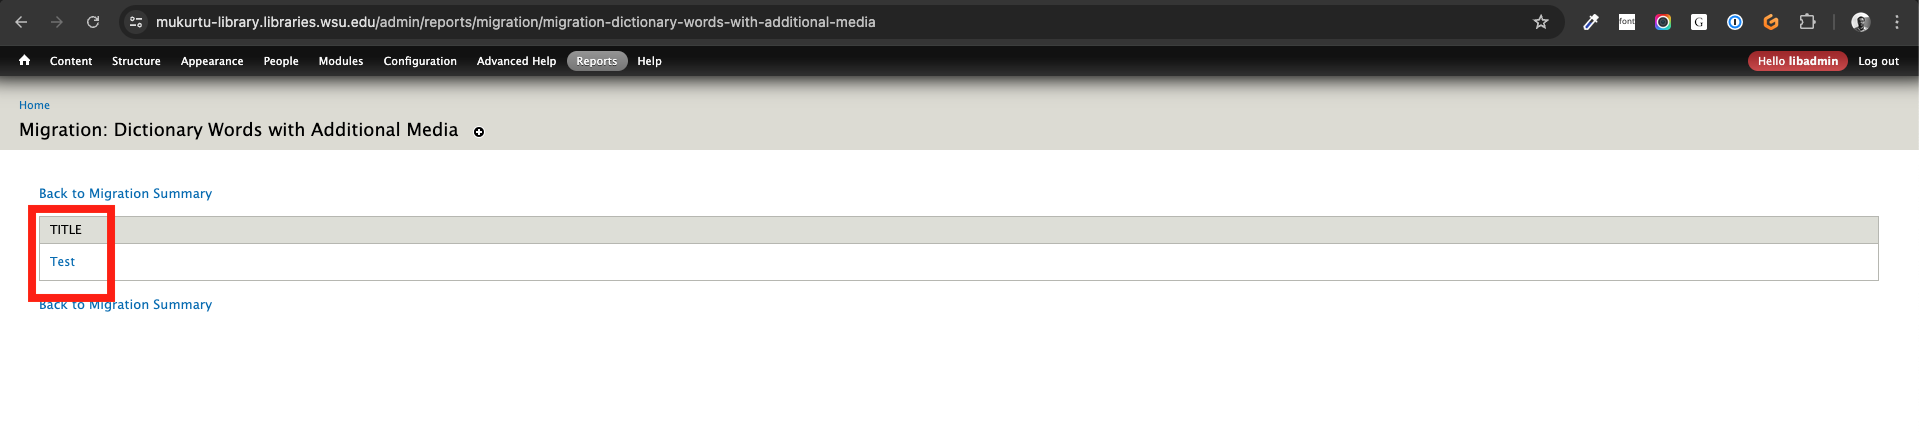 mukurtu-library.libraries.wsu.edu/admin/reports/migration/migration-dictionary-words-with-additional-media
font G
Content Structure Appearance People Modules Configuration Advanced Help Reports Help Hello libadmin Log out
Home
Migration: Dictionary Words with Additional Media
Back to Migration Summary
TITLE
Test
Back to Migration Summary